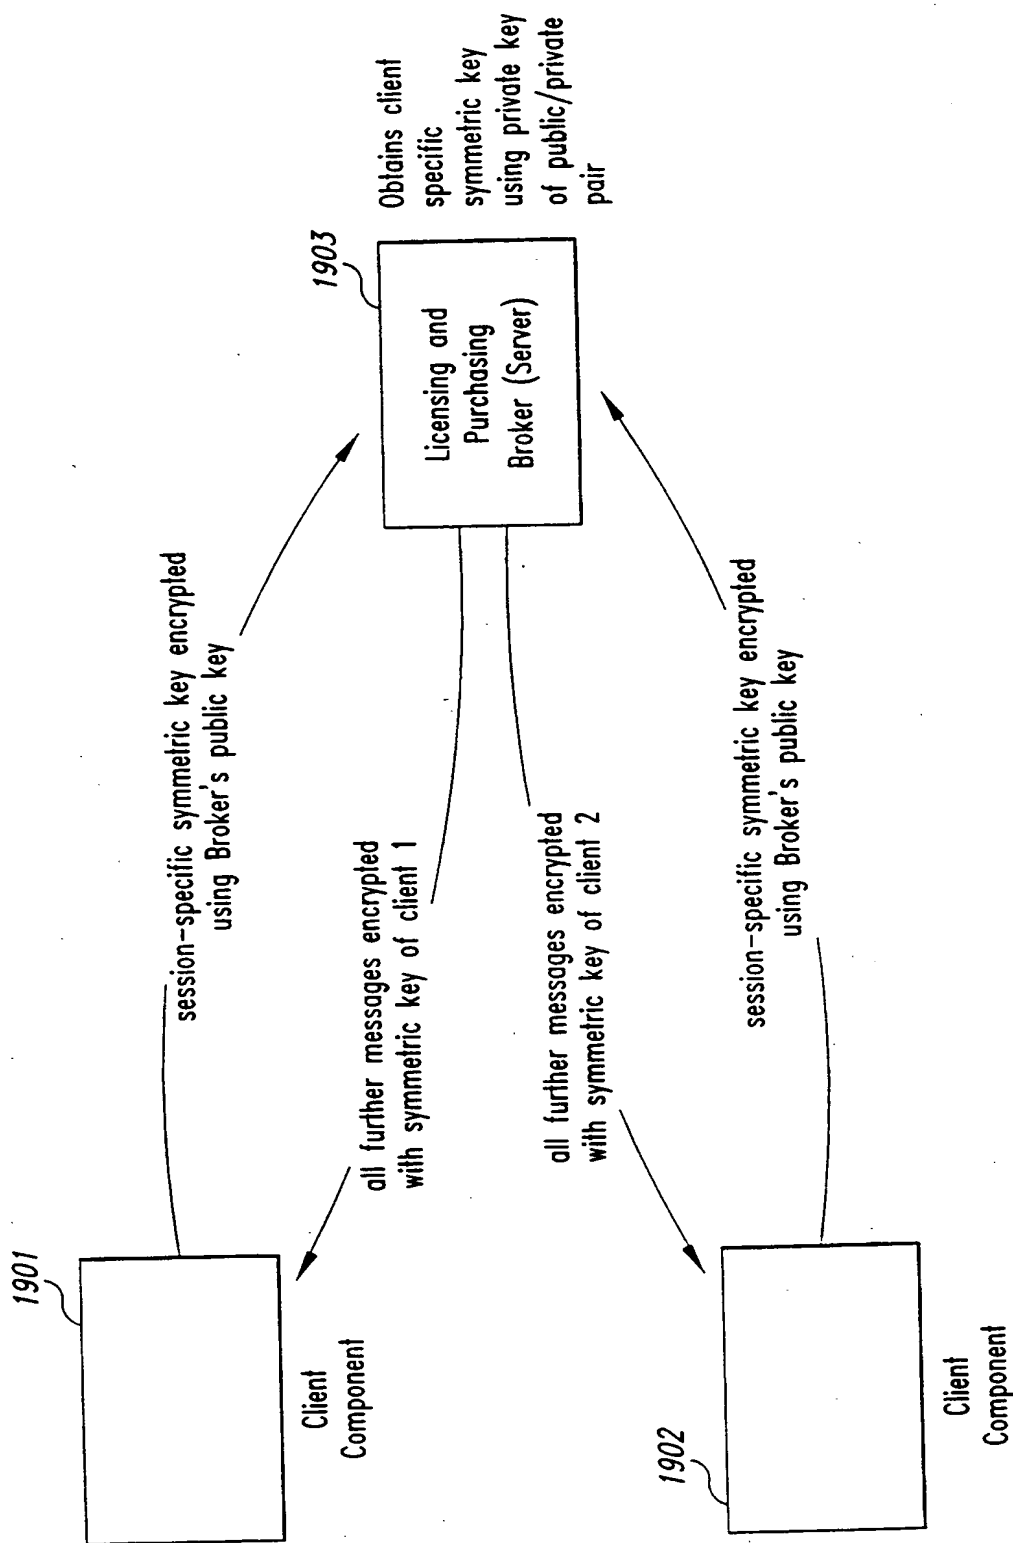 1901
Client
Component
session-specific symmetric key encrypted
using Broker's public key
all further messages encrypted
with symmetric key of client 1
1903
Licensing and
Purchasing
Broker (Server)
Obtains client
specific
symmetric key
using private key
of public/private
pair
1902
Client
Component
all further messages encrypted
with symmetric key of client 2
session-specific symmetric key encrypted
using Broker's public key